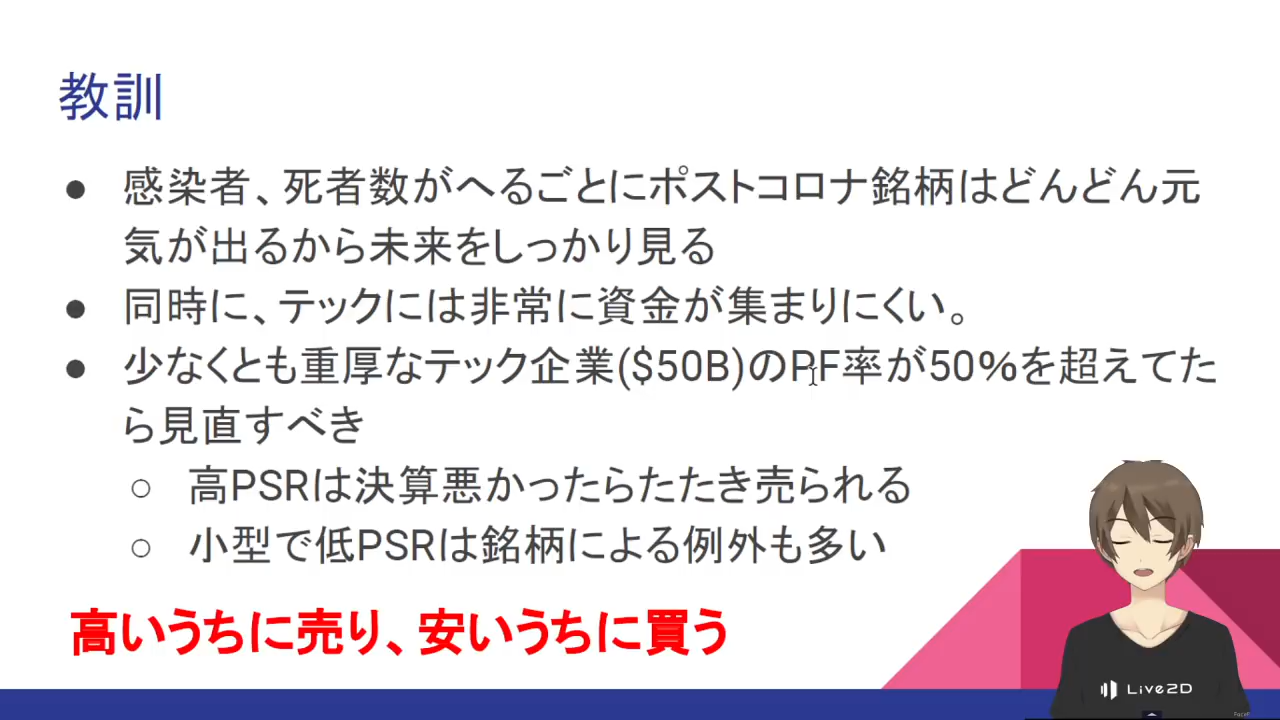 教訓
● 感染者、死者数がへるごとにポストコロナ銘柄はどんどん元
気が出るから未来をしっかり見る
● 同時に、テックには非常に資金が集まりにくい。
● 少なくとも重厚なテック企業($50B)のPF率が50%を超えてた
ら見直すべき
○ 高PSRは決算悪かったらたたき売られる
○ 小型で低PSRは銘柄による例外も多い
高いうちに売り、安いうちに買う
Live2D